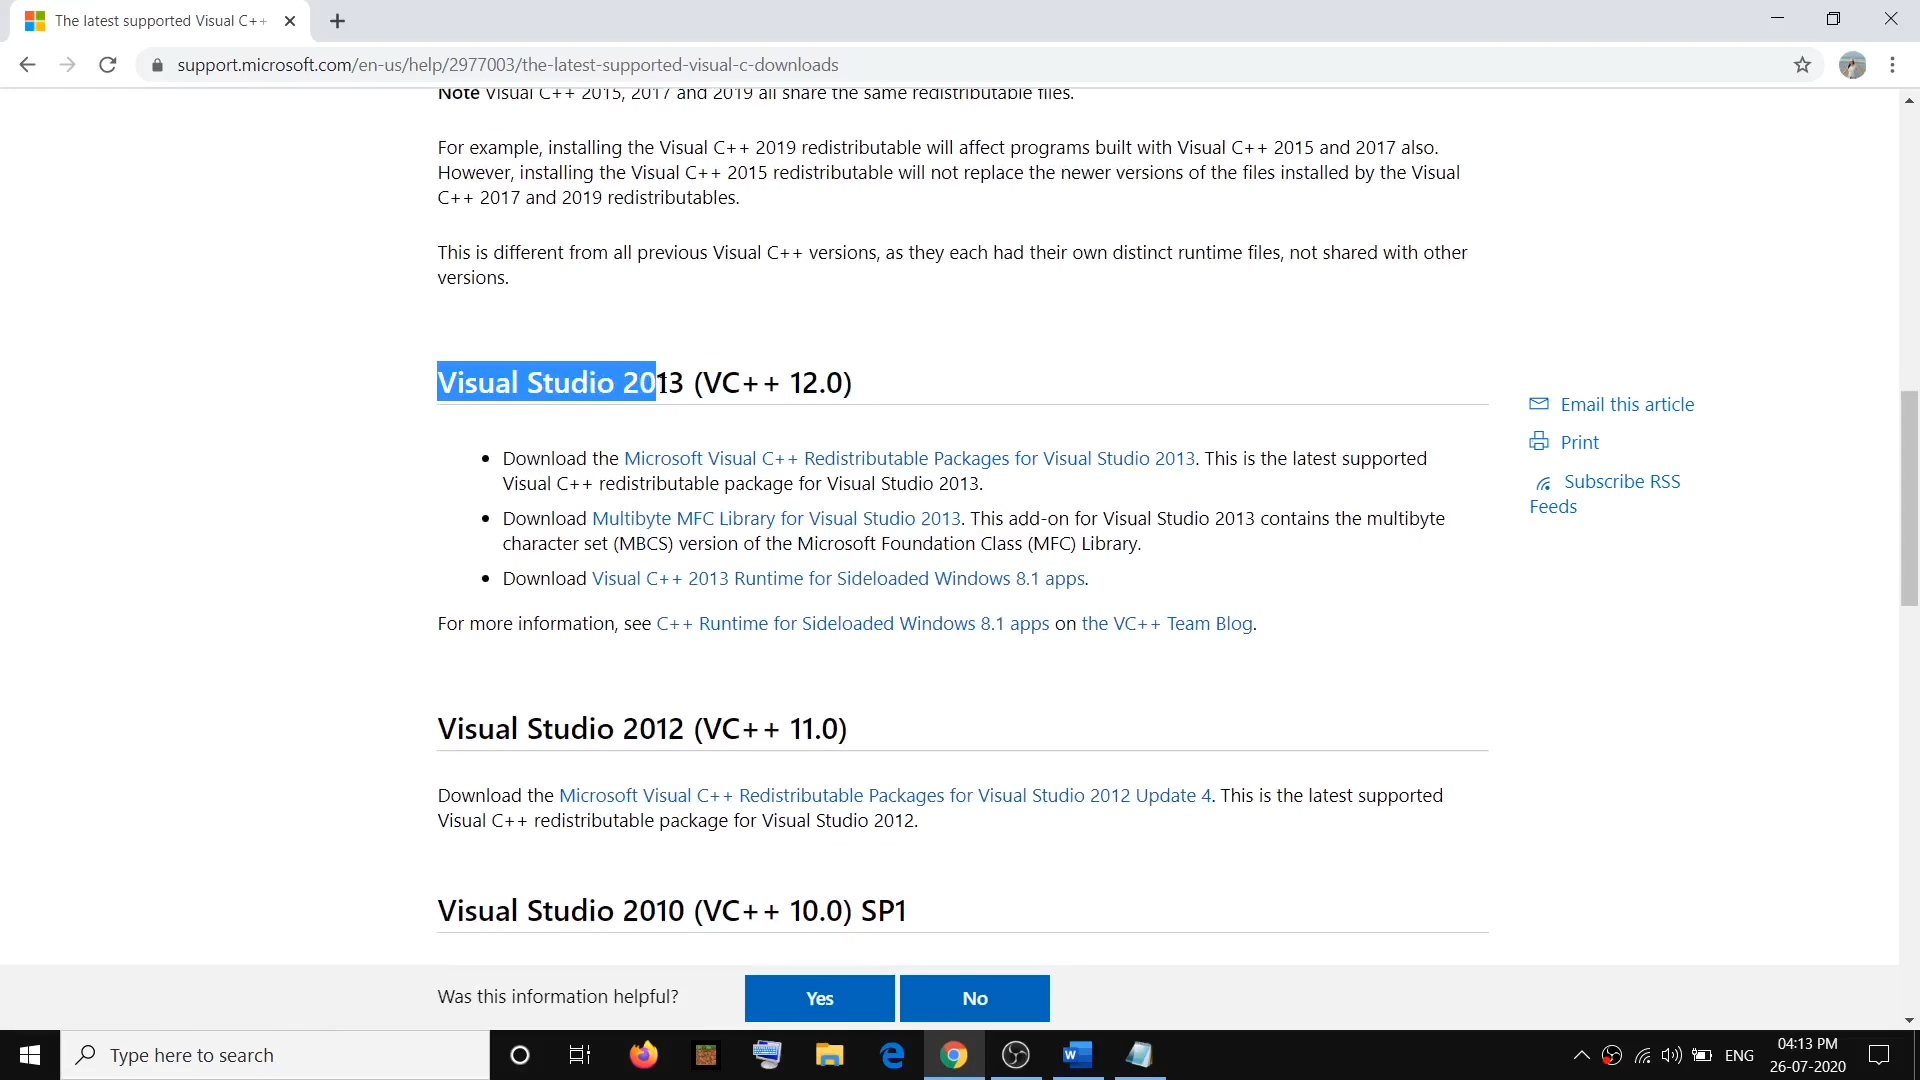 The latest supported Visual C++
support.microsoft.com/en-us/help/2977003/the-latest-supported-visual-c-downloads
Note Visual C++ 2015, 2017 and 2019 all share the same redistributable files.
For example, installing the Visual C++ 2019 redistributable will affect programs built with Visual C++ 2015 and 2017 also.
However, installing the Visual C++ 2015 redistributable will not replace the newer versions of the files installed by the Visual
C++ 2017 and 2019 redistributables.
This is different from all previous Visual C++ versions, as they each had their own distinct runtime files, not shared with other
versions.
Visual Studio 2013 (VC++ 12.0)
• Download the Microsoft Visual C++ Redistributable Packages for Visual Studio 2013. This is the latest supported
Visual C++ redistributable package for Visual Studio 2013.
• Download Multibyte MFC Library for Visual Studio 2013. This add-on for Visual Studio 2013 contains the multibyte
character set (MBCS) version of the Microsoft Foundation Class (MFC) Library.
• Download Visual C++ 2013 Runtime for Sideloaded Windows 8.1 apps.
For more information, see C++ Runtime for Sideloaded Windows 8.1 apps on the VC++ Team Blog.
Email this article
Print
Subscribe RSS
Feeds
Visual Studio 2012 (VC++ 11.0)
Download the Microsoft Visual C++ Redistributable Packages for Visual Studio 2012 Update 4. This is the latest supported
Visual C++ redistributable package for Visual Studio 2012.
Visual Studio 2010 (VC++ 10.0) SP1
Was this information helpful?
Yes
No
Type here to search
ENG
04:13 PM
26-07-2020